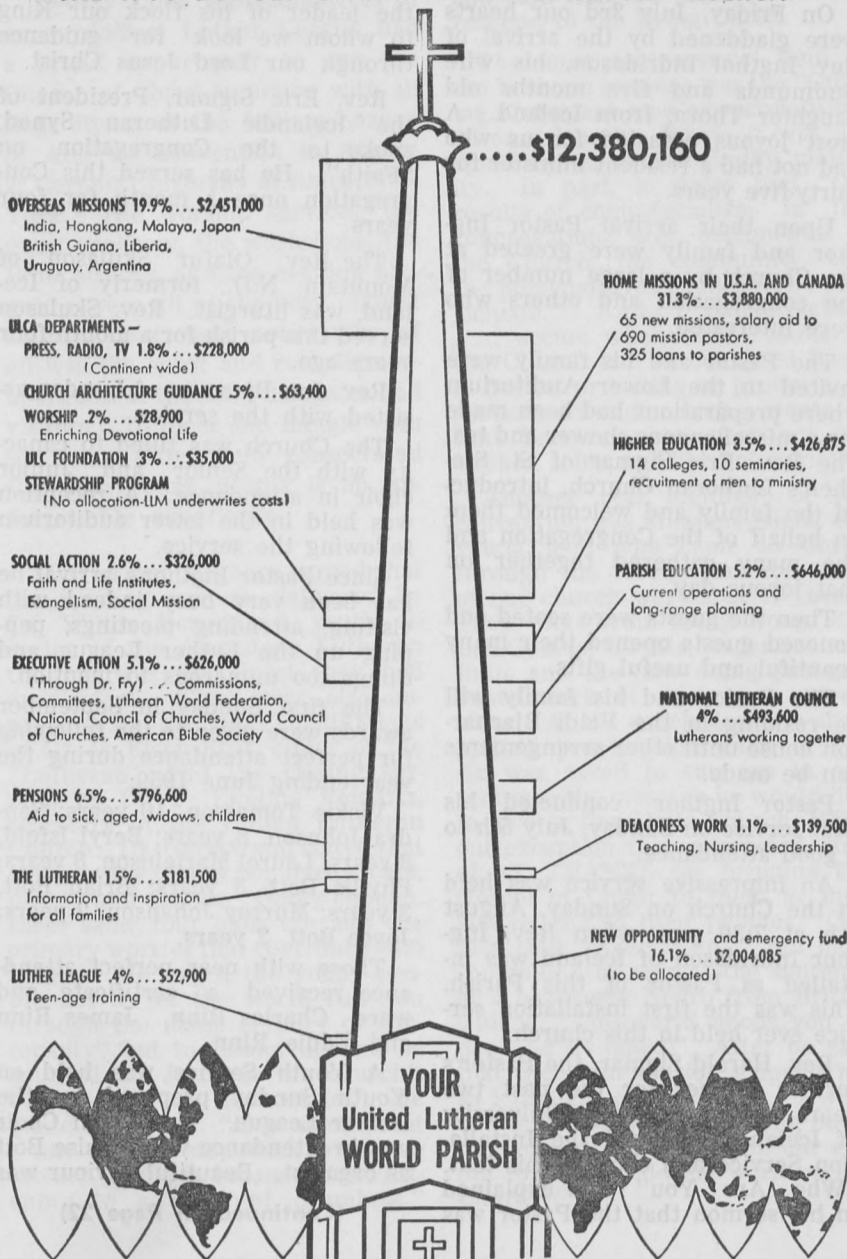 .....$12,380,160
OVERSEAS MISSIONS 19.9%...$2,451,000
India, Hongkang, Malaya, Japan
British Guiana, Liberia,
Uruguay, Argentina
ULCA DEPARTMENTS —
PRESS, RADIO, TV 1.8%...$228,000
(Continent wide)
CHURCH ARCHITECTURE GUIDANCE .5%...$63,400
WORSHIP .2%...$28,900
Enriching Devotional Life
ULC FOUNDATION .3%...$35,000
STEWARDSHIP PROGRAM
(No allocation-LLM underwrites costs)
SOCIAL ACTION 2.6%...$326,000
Faith and Life Institutes,
Evangelism, Social Mission
EXECUTIVE ACTION 5.1%...$626,000
(Through Dr. Fry) ... Commissions,
Committees, Lutheran World Federation,
National Council of Churches, World Council
of Churches, American Bible Society
PENSIONS 6.5%...$796,600
Aid to sick, aged, widows, children
THE LUTHERAN 1.5%...$181,500
Information and inspiration
for all families
LUTHER LEAGUE .4%...$52,900
Teen-age training
HOME MISSIONS IN U.S.A. AND CANADA
31.3%...$3,880,000
65 new missions, salary aid to
690 mission pastors,
325 loans to parishes
HIGHER EDUCATION 3.5%...$426,875
14 colleges, 10 seminaries,
recruitment of men to ministry
PARISH EDUCATION 5.2%...$646,000
Current operations and
long-range planning
NATIONAL LUTHERAN COUNCIL
4%...$493,600
Lutherans working together
DEACONESS WORK 1.1%...$139,500
Teaching, Nursing, Leadership
NEW OPPORTUNITY and emergency fund
16.1%...$2,004,085
(to be allocated)
YOUR
United Lutheran
WORLD PARISH